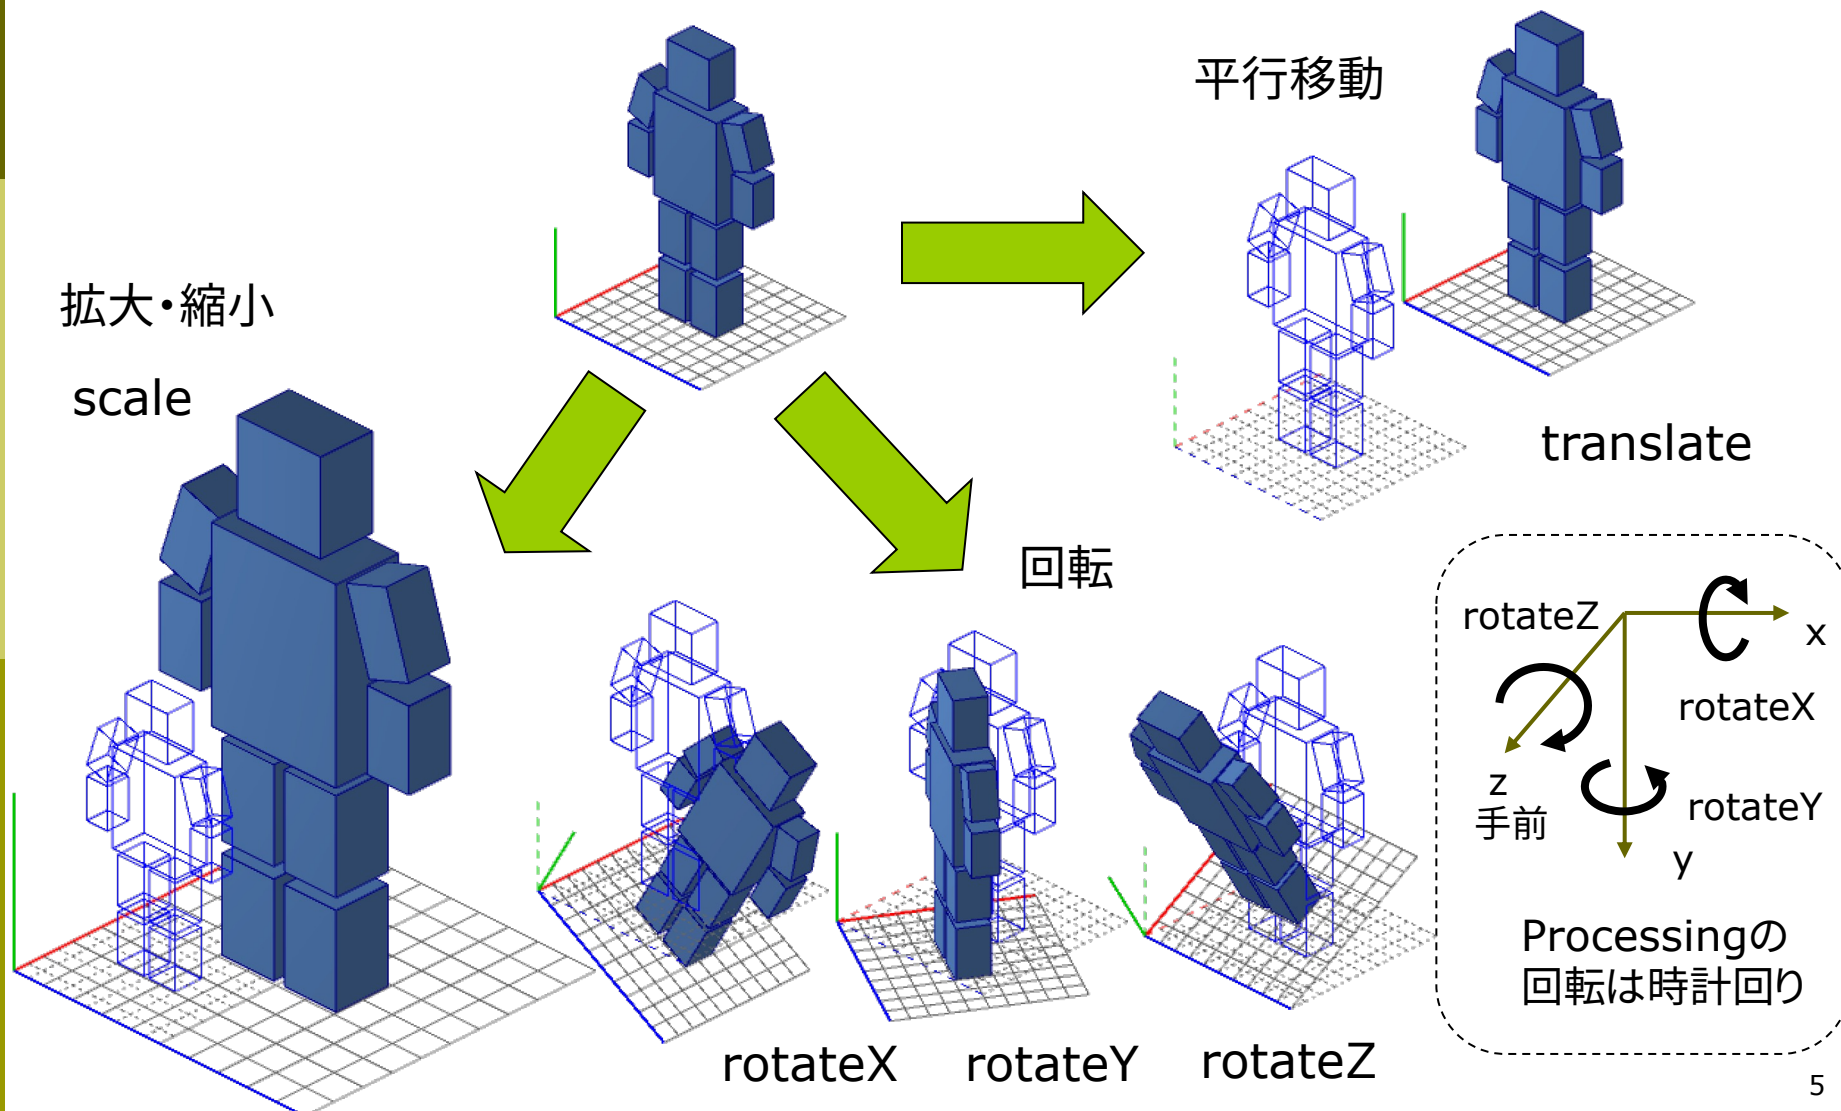 平行移動
translate
拡大・縮小
scale
回転
rotateX
rotateY
rotateZ
rotateZ
x
rotateX
z
手前
rotateY
y
Processingの
回転は時計回り
5